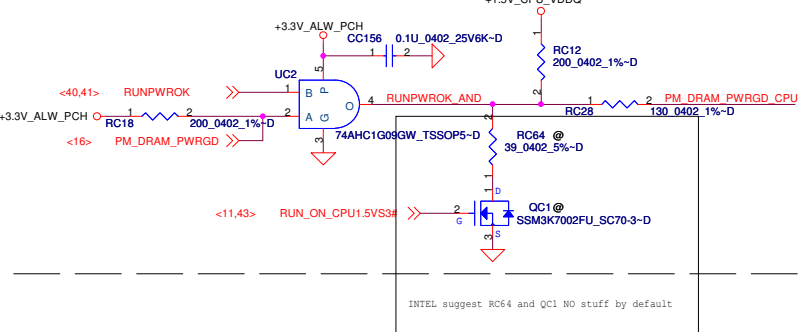 +1.5V_CPU_VDDQ
+3.3V_ALW_PCH
CC156 0.1U_0402_25V6K~D
1 2
5
1
RC12
200_0402_1%~D
2
UC2
<40,41> RUNPWROK 1 B P
O 4 RUNPWROK_AND
1 2 PM_DRAM_PWRGD_CPU
RC28 130_0402_1%~D
+3.3V_ALW_PCH 1 2 2 A G
RC18 200_0402_1%~D
3
74AHC1G09GW_TSSOP5~D
<16> PM_DRAM_PWRGD
2
RC64 @
39_0402_5%~D
1
1 D
<11,43> RUN_ON_CPU1.5VS3# 2 G
QC1@
SSM3K7002FU_SC70-3~D
3 S
INTEL suggest RC64 and QC1 NO stuff by default